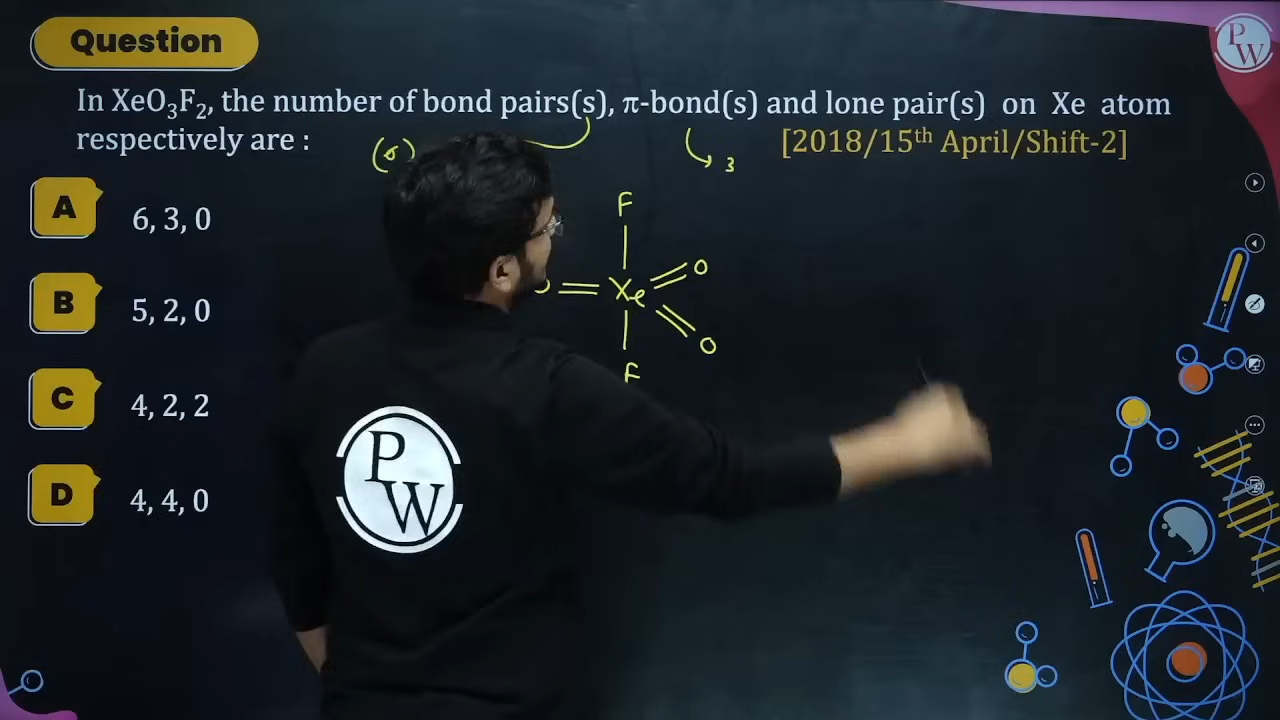 Question
P
W
In XeO₃F₂, the number of bond pairs(s), π-bond(s) and lone pair(s) on Xe atom
respectively are :
[2018/15th April/Shift-2]
(σ)
3
A
6, 3, 0
B
5, 2, 0
C
4, 2, 2
D
4, 4, 0
F
O
Xe
O
F
P
W